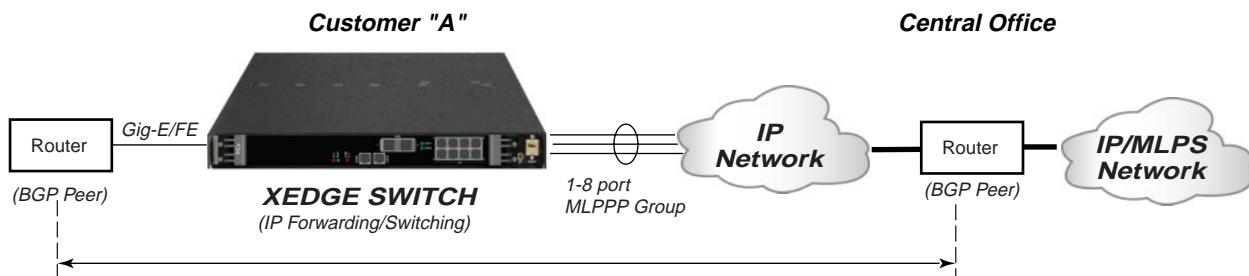 Customer "A"
Central Office
Router
Gig-E/FE
(BGP Peer)
XEDGE SWITCH
(IP Forwarding/Switching)
1-8 port
MLPPP Group
IP
Network
Router
(BGP Peer)
IP/MLPS
Network